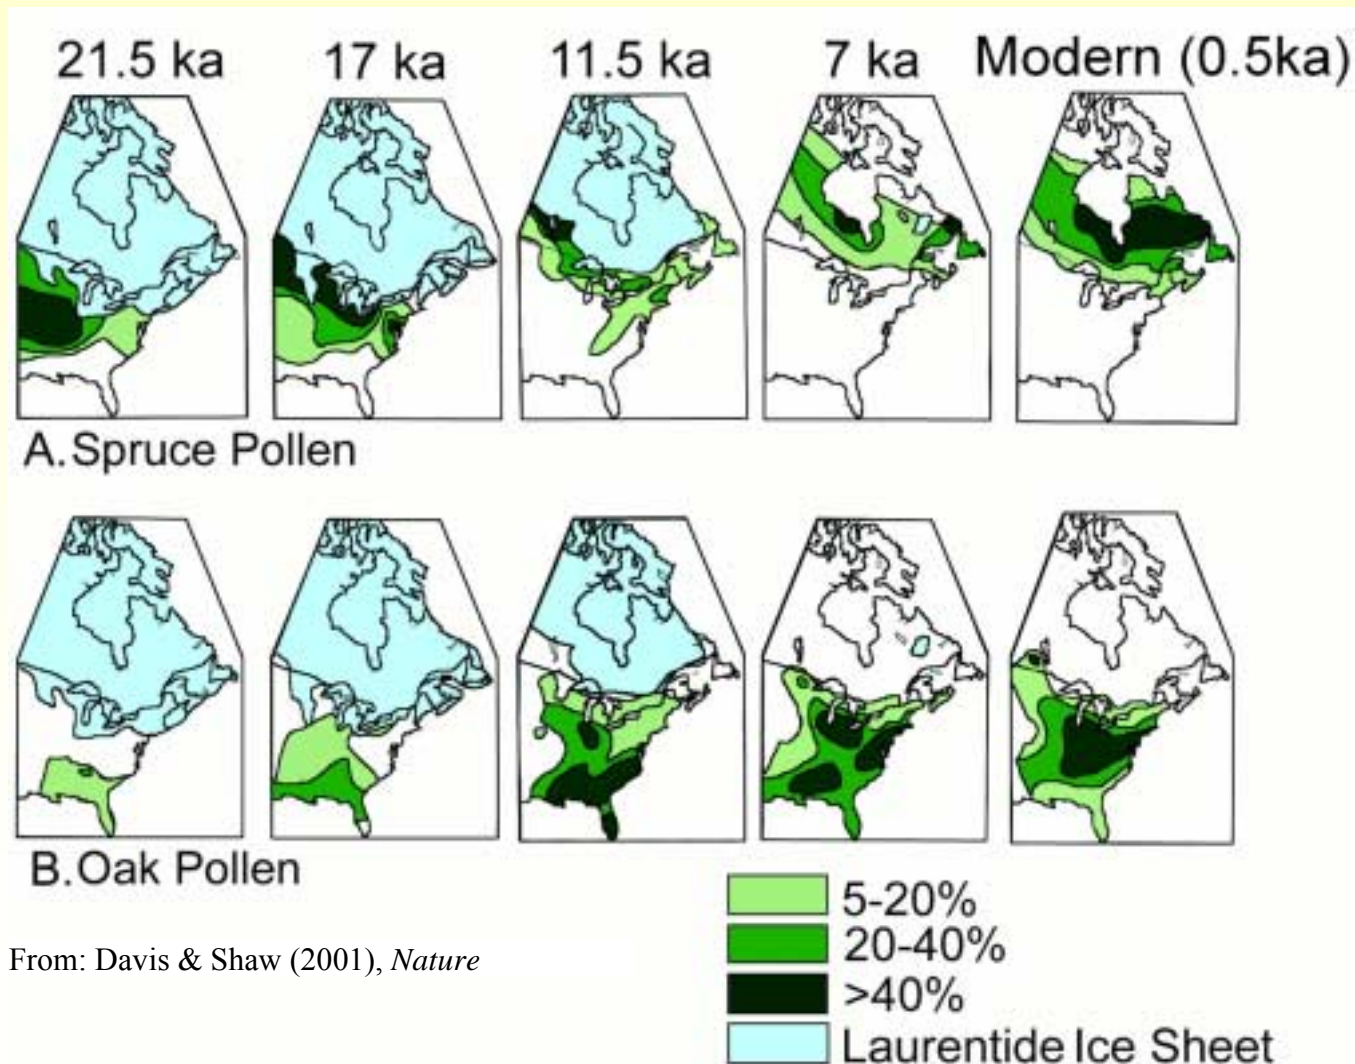 21.5 ka 17 ka 11.5 ka 7 ka Modern (0.5ka)
A. Spruce Pollen
B. Oak Pollen
5-20%
20-40%
>40%
Laurentide Ice Sheet
From: Davis & Shaw (2001), Nature